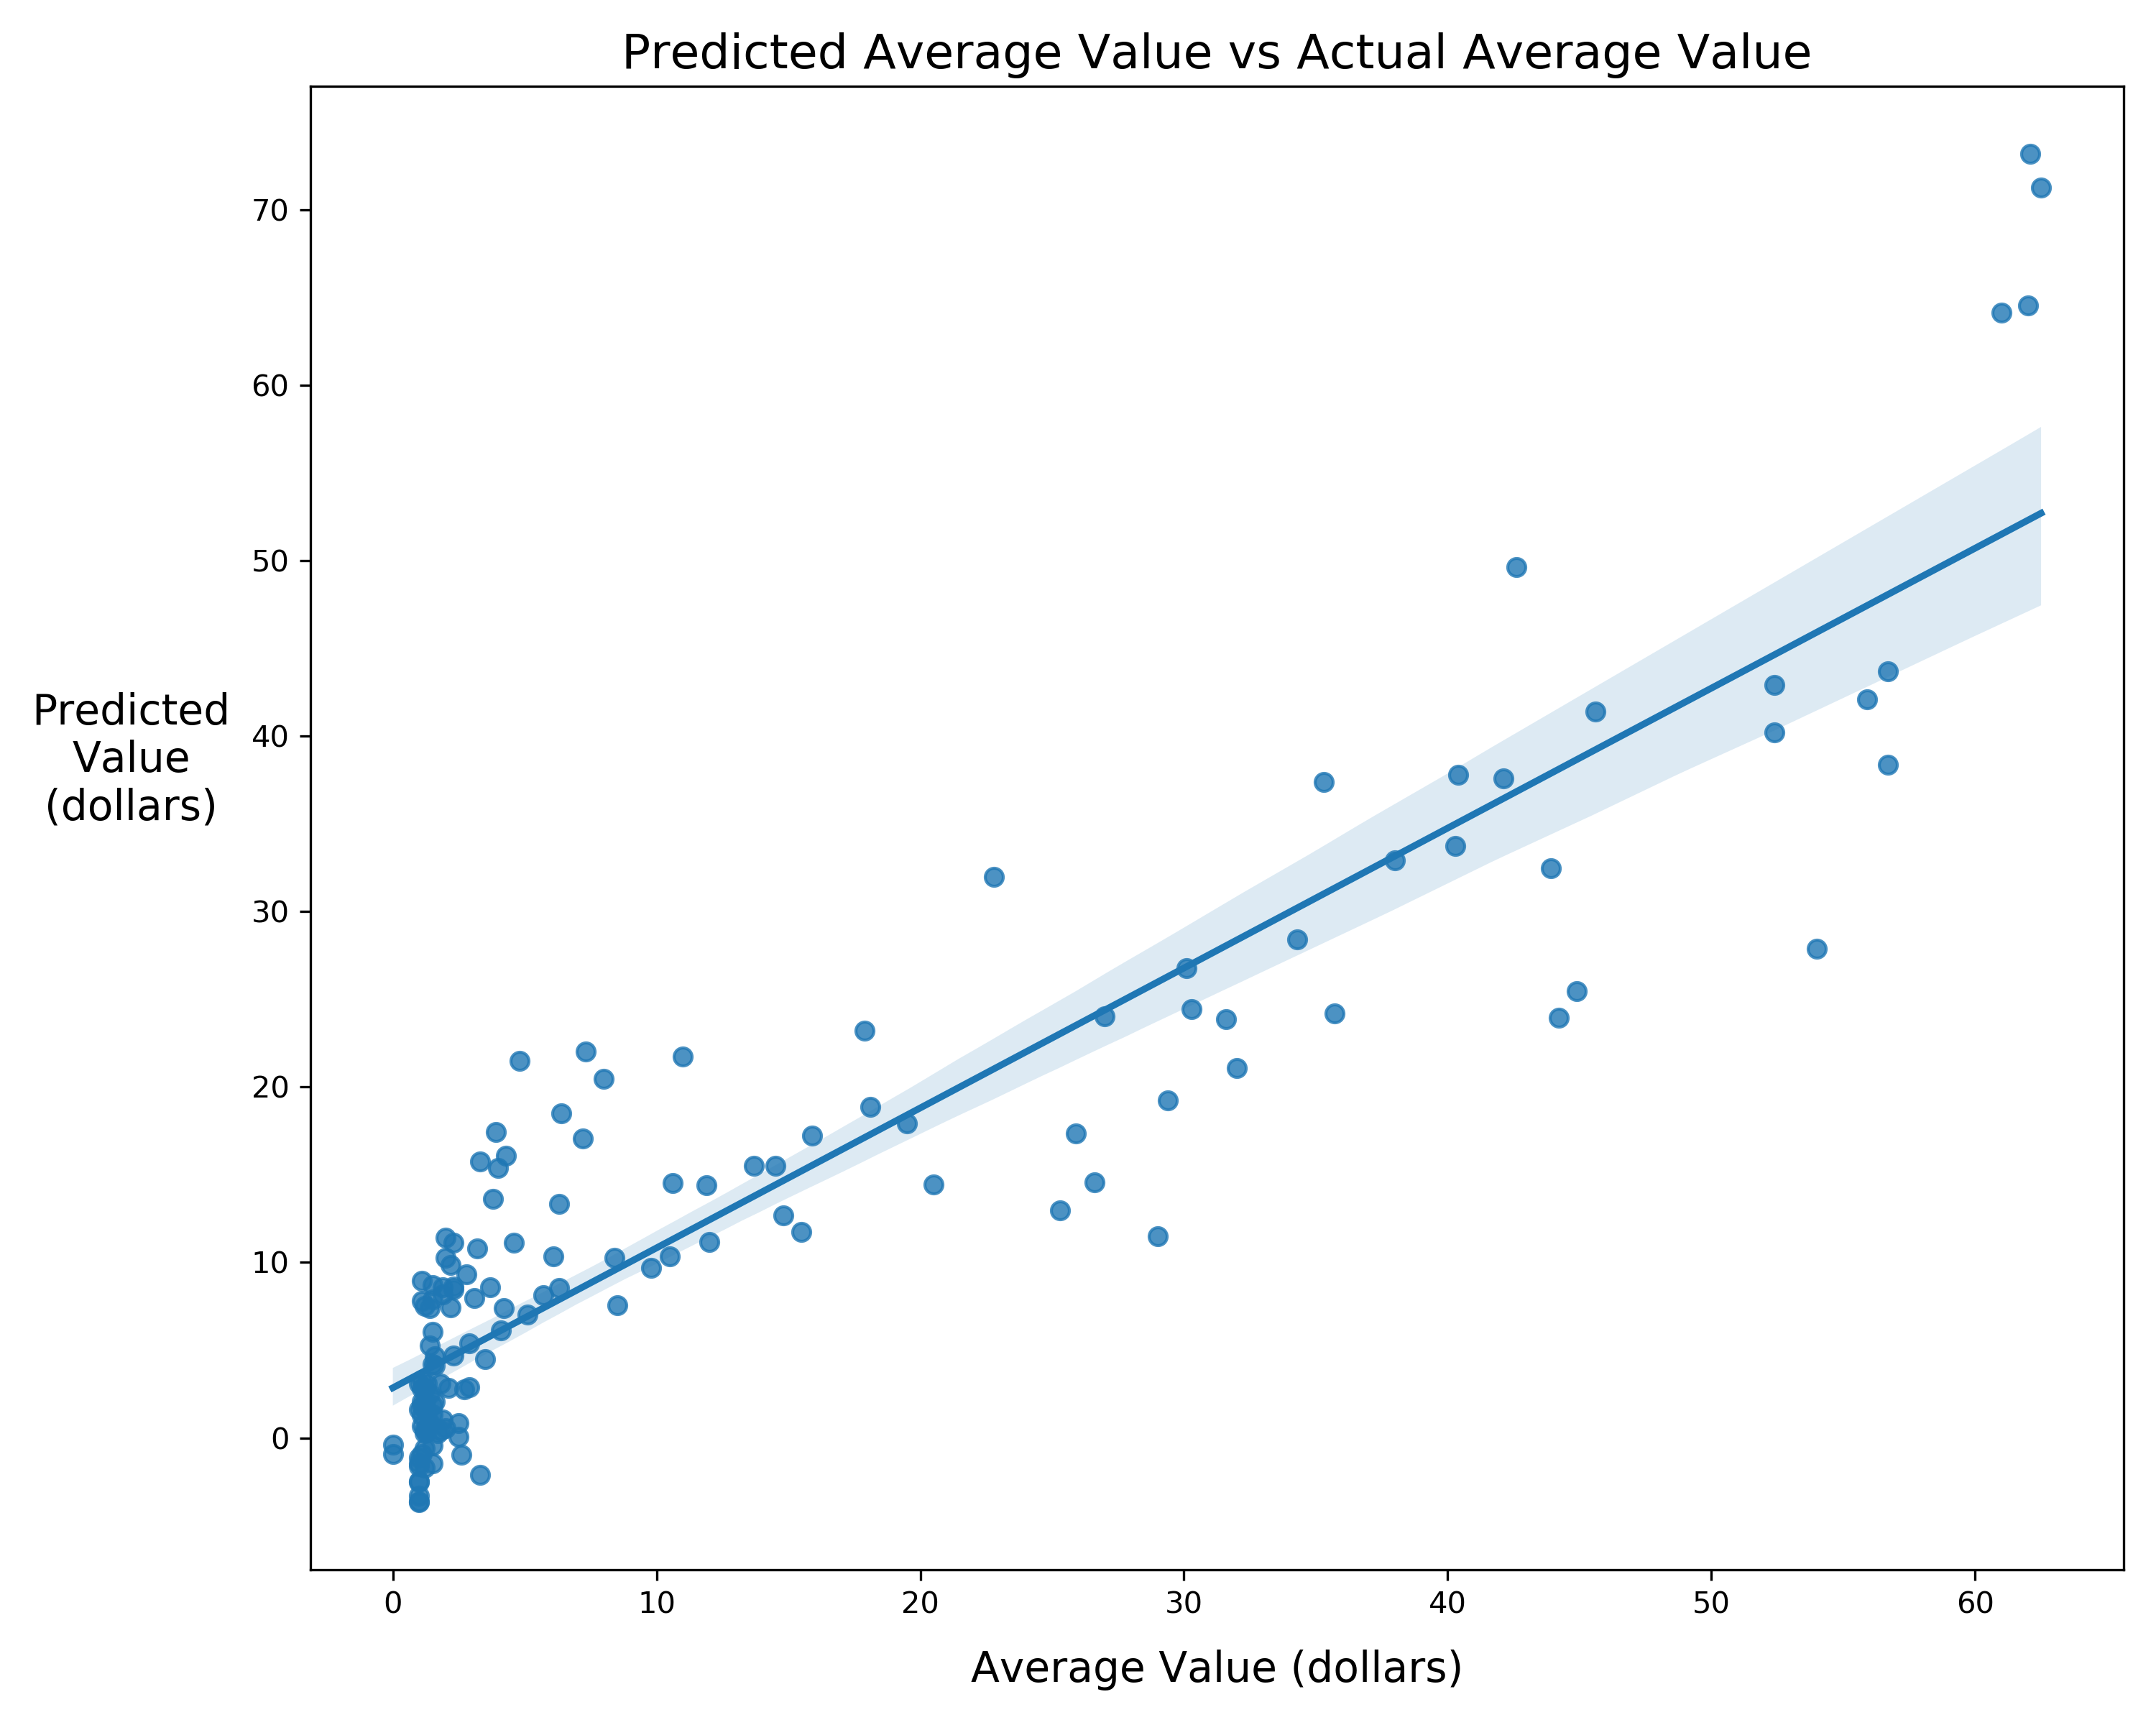 Predicted Average Value vs Actual Average Value
70
60
50
40
30
20
10
0
Predicted
Value
(dollars)
0 10 20 30 40 50 60
Average Value (dollars)